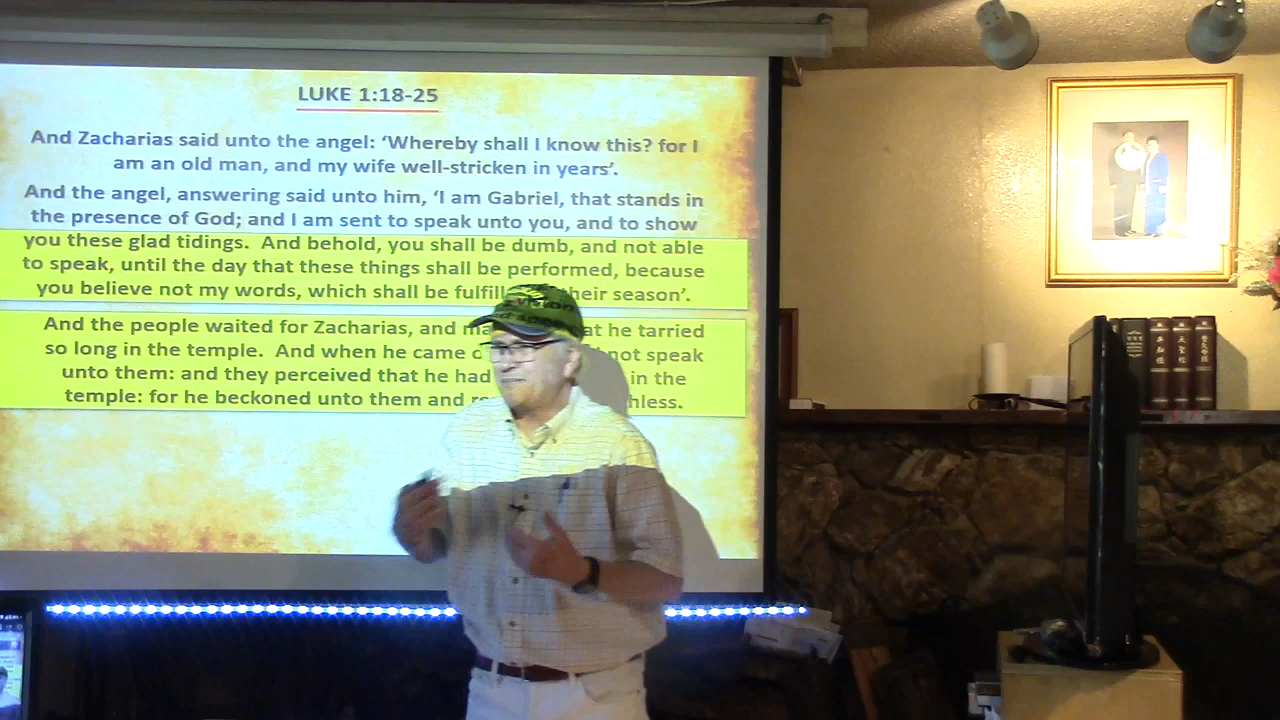 LUKE 1:18-25
And Zacharias said unto the angel: ‘Whereby shall I know this? for I
am an old man, and my wife well-stricken in years’.
And the angel, answering said unto him, ‘I am Gabriel, that stands in
the presence of God; and I am sent to speak unto you, and to show
you these glad tidings. And behold, you shall be dumb, and not able
to speak, until the day that these things shall be performed, because
you believe not my words, which shall be their season’.
And the people waited for Zacharias, and he tarried
so long in the temple. And when he came not speak
unto them: and they perceived that he had in the
temple: for he beckoned unto them and